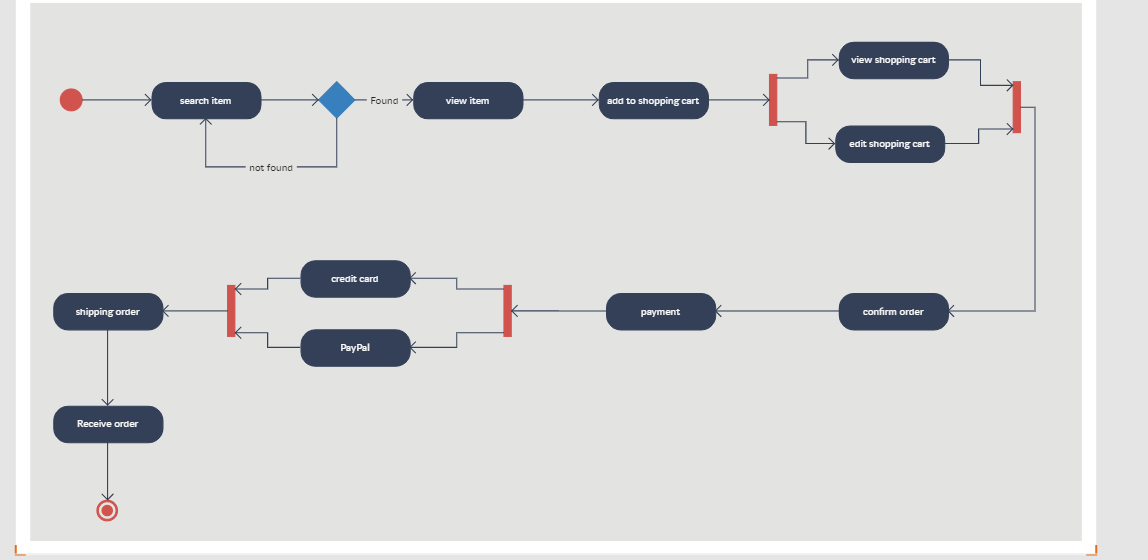 view shopping cart
search item
Found
view item
add to shopping cart
edit shopping cart
not found
credit card
shipping order
payment
confirm order
PayPal
Receive order